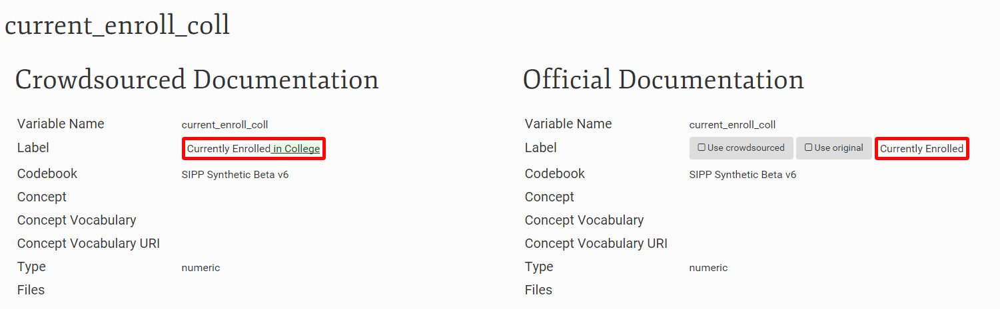 current_enroll_coll
Crowdsourced Documentation
Variable Name current_enroll_coll
Label Currently Enrolled in College
Codebook SIPP Synthetic Beta v6
Concept
Concept Vocabulary
Concept Vocabulary URI
Type numeric
Files
Official Documentation
Variable Name current_enroll_coll
Label Use crowdsourced Use original Currently Enrolled
Codebook SIPP Synthetic Beta v6
Concept
Concept Vocabulary
Concept Vocabulary URI
Type numeric
Files